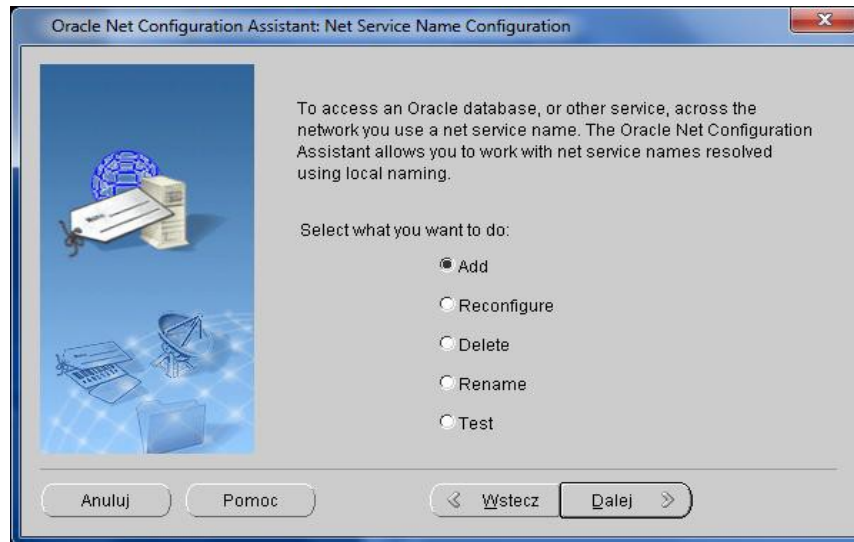 Oracle Net Configuration Assistant: Net Service Name Configuration
To access an Oracle database, or other service, across the
network you use a net service name. The Oracle Net Configuration
Assistant allows you to work with net service names resolved
using local naming.
Select what you want to do:
Add
Reconfigure
Delete
Rename
Test
Anuluj Pomoc Wstecz Dalej